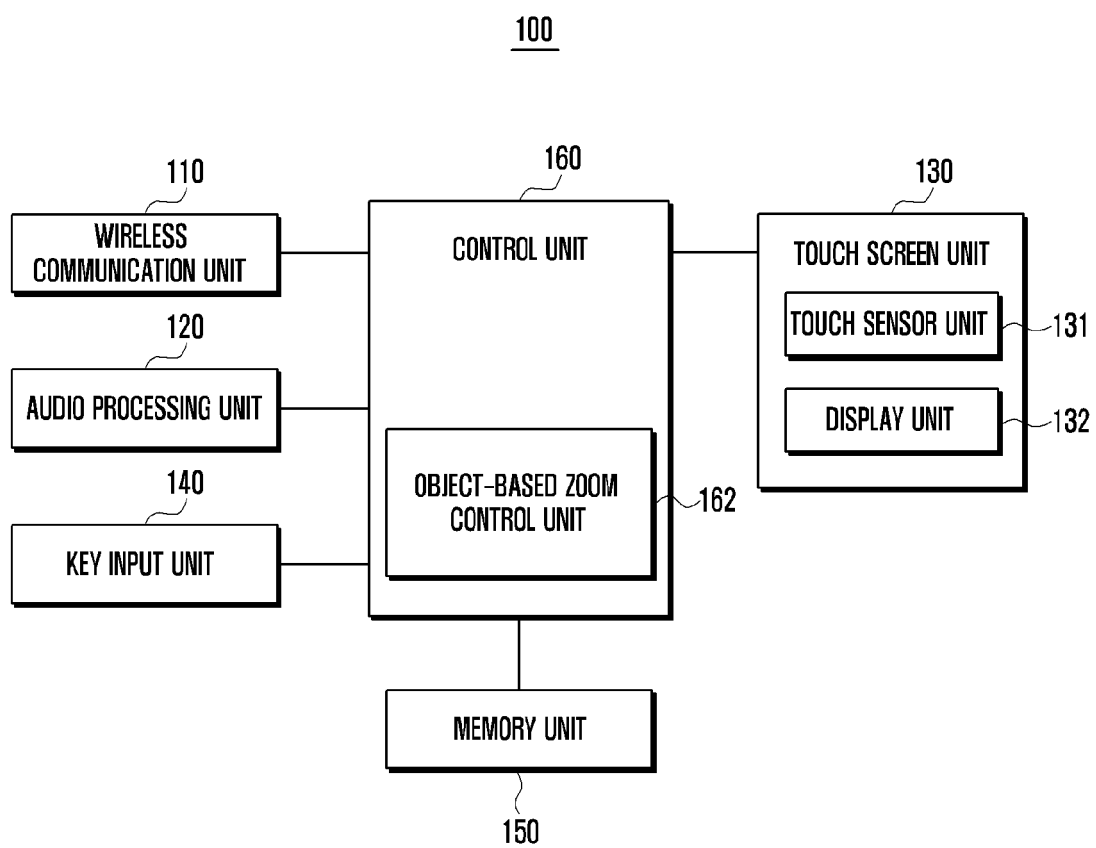 100
110
WIRELESS
COMMUNICATION UNIT
120
AUDIO PROCESSING UNIT
140
KEY INPUT UNIT
160
CONTROL UNIT
OBJECT-BASED ZOOM
CONTROL UNIT
162
130
TOUCH SCREEN UNIT
TOUCH SENSOR UNIT
131
DISPLAY UNIT
132
MEMORY UNIT
150